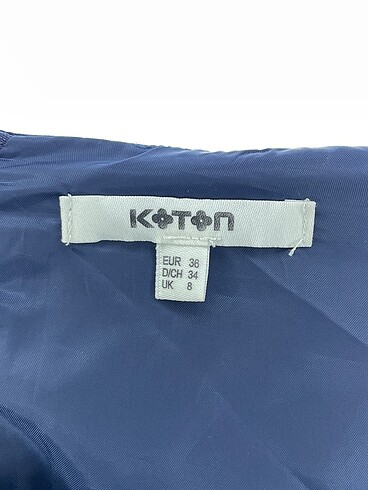 KOTON
EUR 36
D/CH 34
UK 8